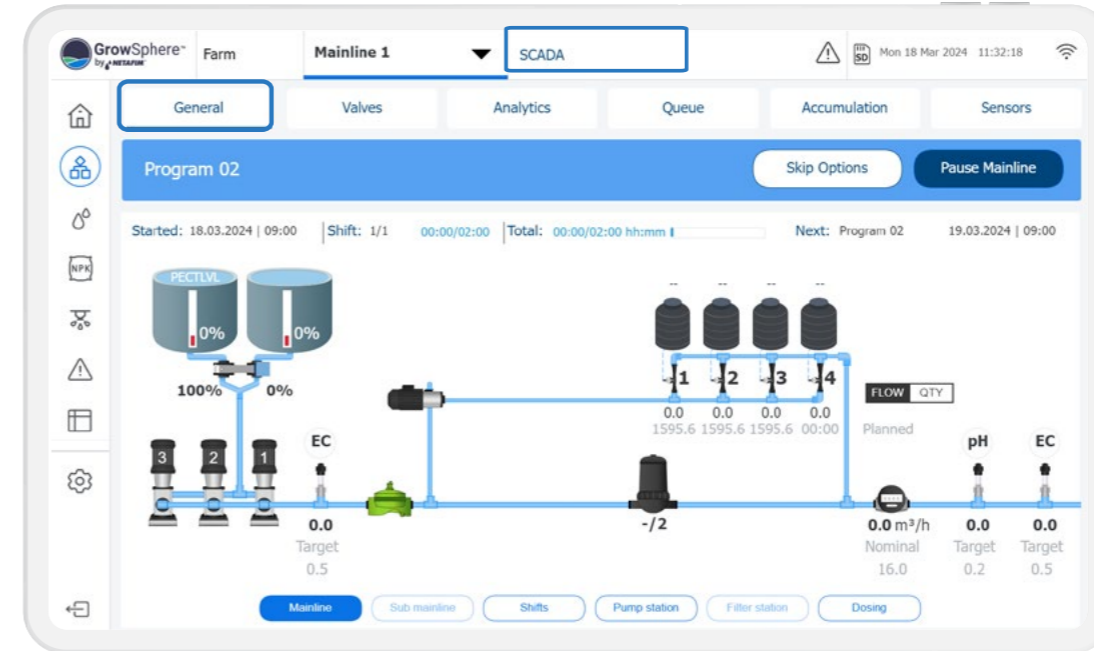 GrowSphere™ Farm Mainline 1 SCADA SD Mon 18 Mar 2024 11:32:18
by NETAFIM™
General Valves Analytics Queue Accumulation Sensors
Program 02 Skip Options Pause Mainline
Started: 18.03.2024 | 09:00 Shift: 1/1 00:00/02:00 Total: 00:00/02:00 hh:mm Next: Program 02 19.03.2024 | 09:00
NPK
PECTLVL
-- -- -- --
0% 0%
100% 0%
1 2 3 4
FLOW QTY
0.0 0.0 0.0 0.0
1595.6 1595.6 1595.6 00:00 Planned
3 2 1 EC pH EC
0.0 -/2 0.0 m³/h 0.0 0.0
Target Nominal Target Target
0.5 16.0 0.2 0.5
Mainline Sub mainline Shifts Pump station Filter station Dosing